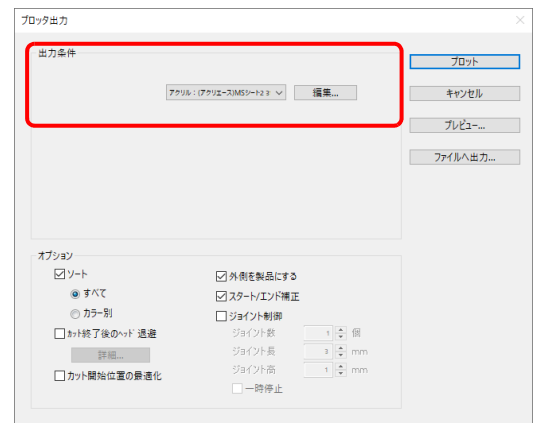 プロッタ出力
出力条件
アクリル：(アクリエース)MSシート2 3
編集...
プロット
キャンセル
プレビュー...
ファイルへ出力...
オプション
ソート
すべて
カラー別
カット終了後のヘッド退避
詳細...
カット開始位置の最適化
外側を製品にする
スタート/エンド補正
ジョイント制御
ジョイント数 1 個
ジョイント長 3 mm
ジョイント高 1 mm
一時停止